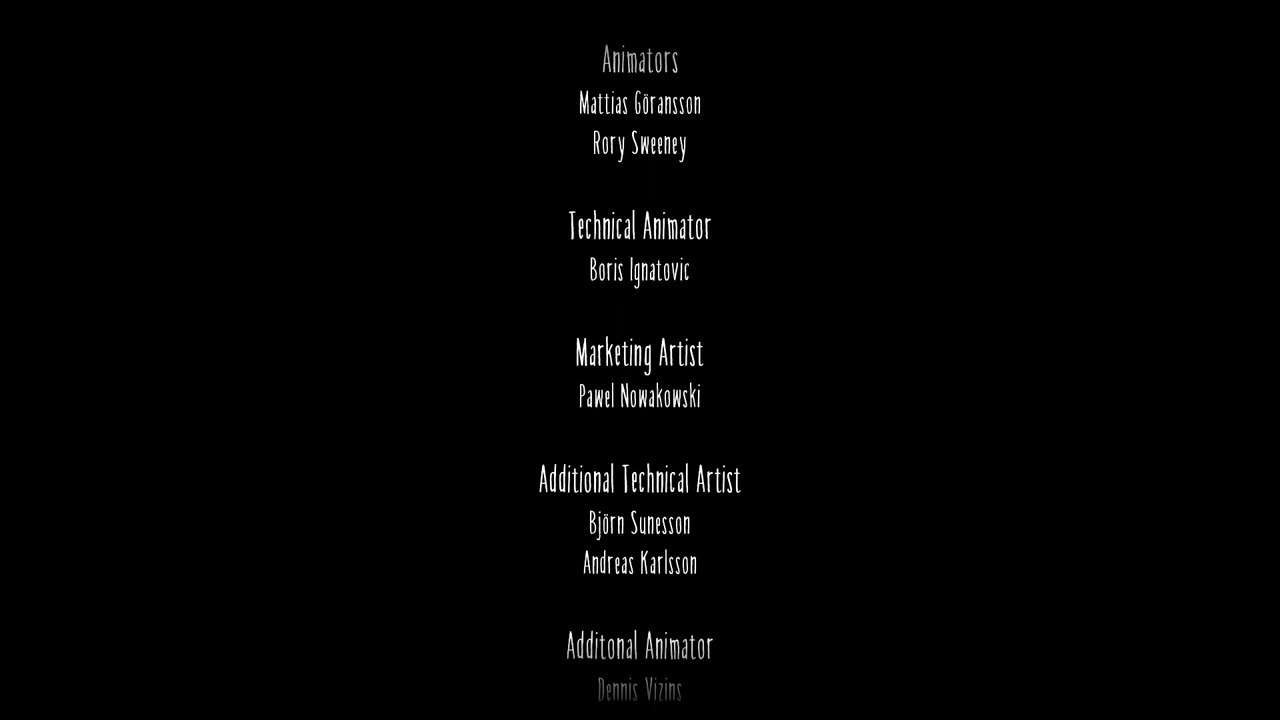 Animators
Mattias Göransson
Rory Sweeney
Technical Animator
Boris Ignatovic
Marketing Artist
Pawel Nowakowski
Additional Technical Artist
Björn Sunesson
Andreas Karlsson
Additonal Animator
Dennis Vizins